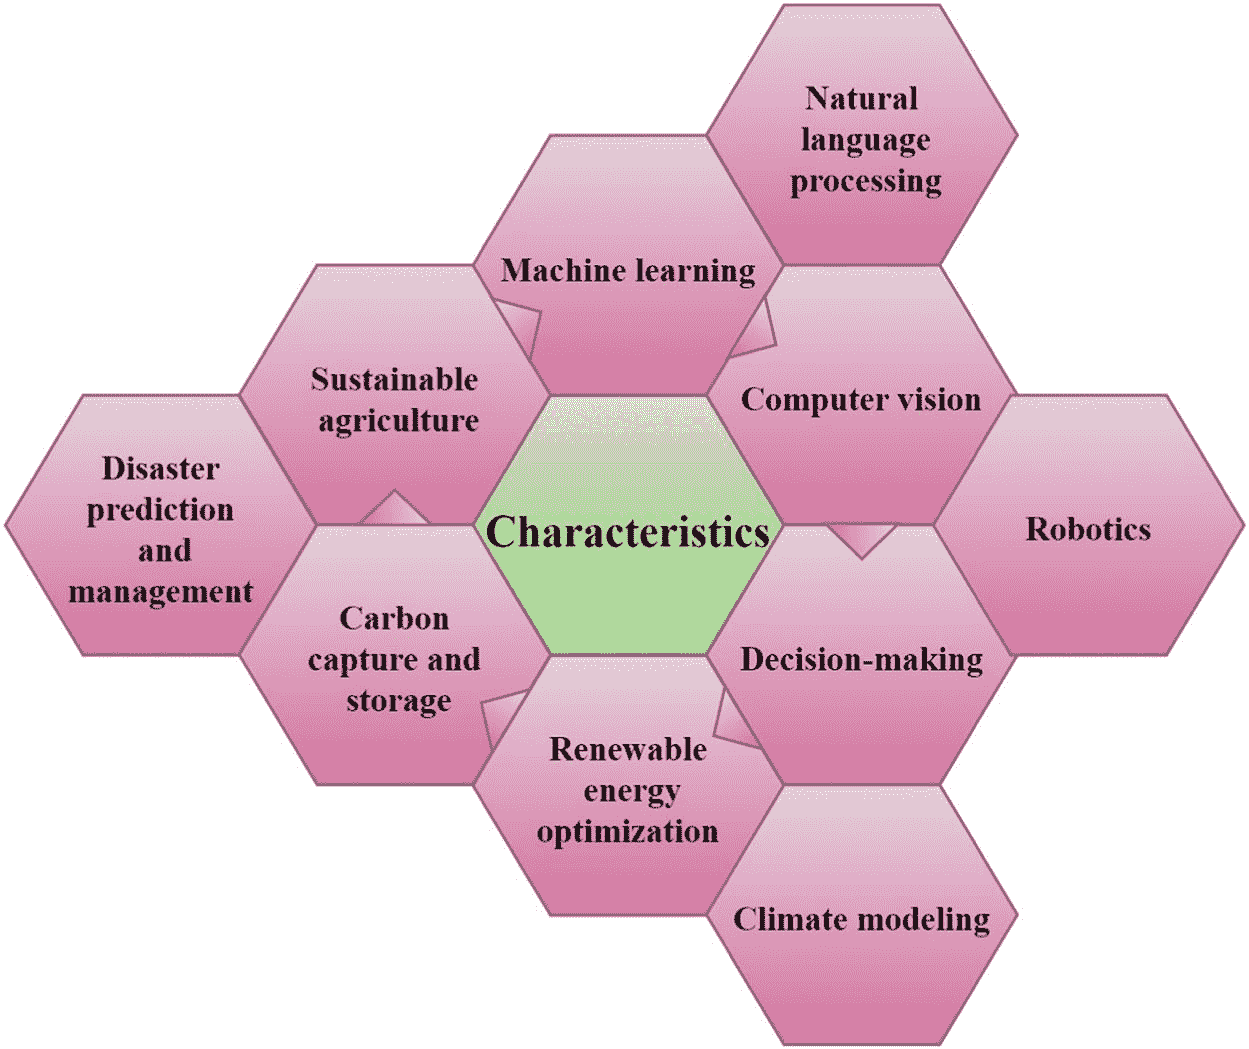 Natural
language
processing
Machine learning
Sustainable
agriculture
Computer vision
Disaster
prediction
and
management
Characteristics
Robotics
Carbon
capture and
storage
Decision-making
Renewable
energy
optimization
Climate modeling